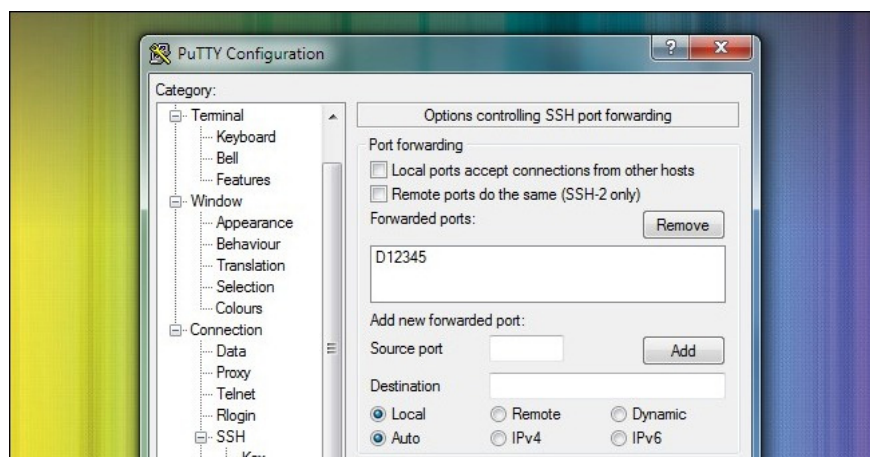 PuTTY Configuration
? X
Category:
Terminal
Keyboard
Bell
Features
Window
Appearance
Behaviour
Translation
Selection
Colours
Connection
Data
Proxy
Telnet
Rlogin
SSH
Options controlling SSH port forwarding
Port forwarding
Local ports accept connections from other hosts
Remote ports do the same (SSH-2 only)
Forwarded ports: Remove
D12345
Add new forwarded port:
Source port Add
Destination
Local Remote Dynamic
Auto IPv4 IPv6